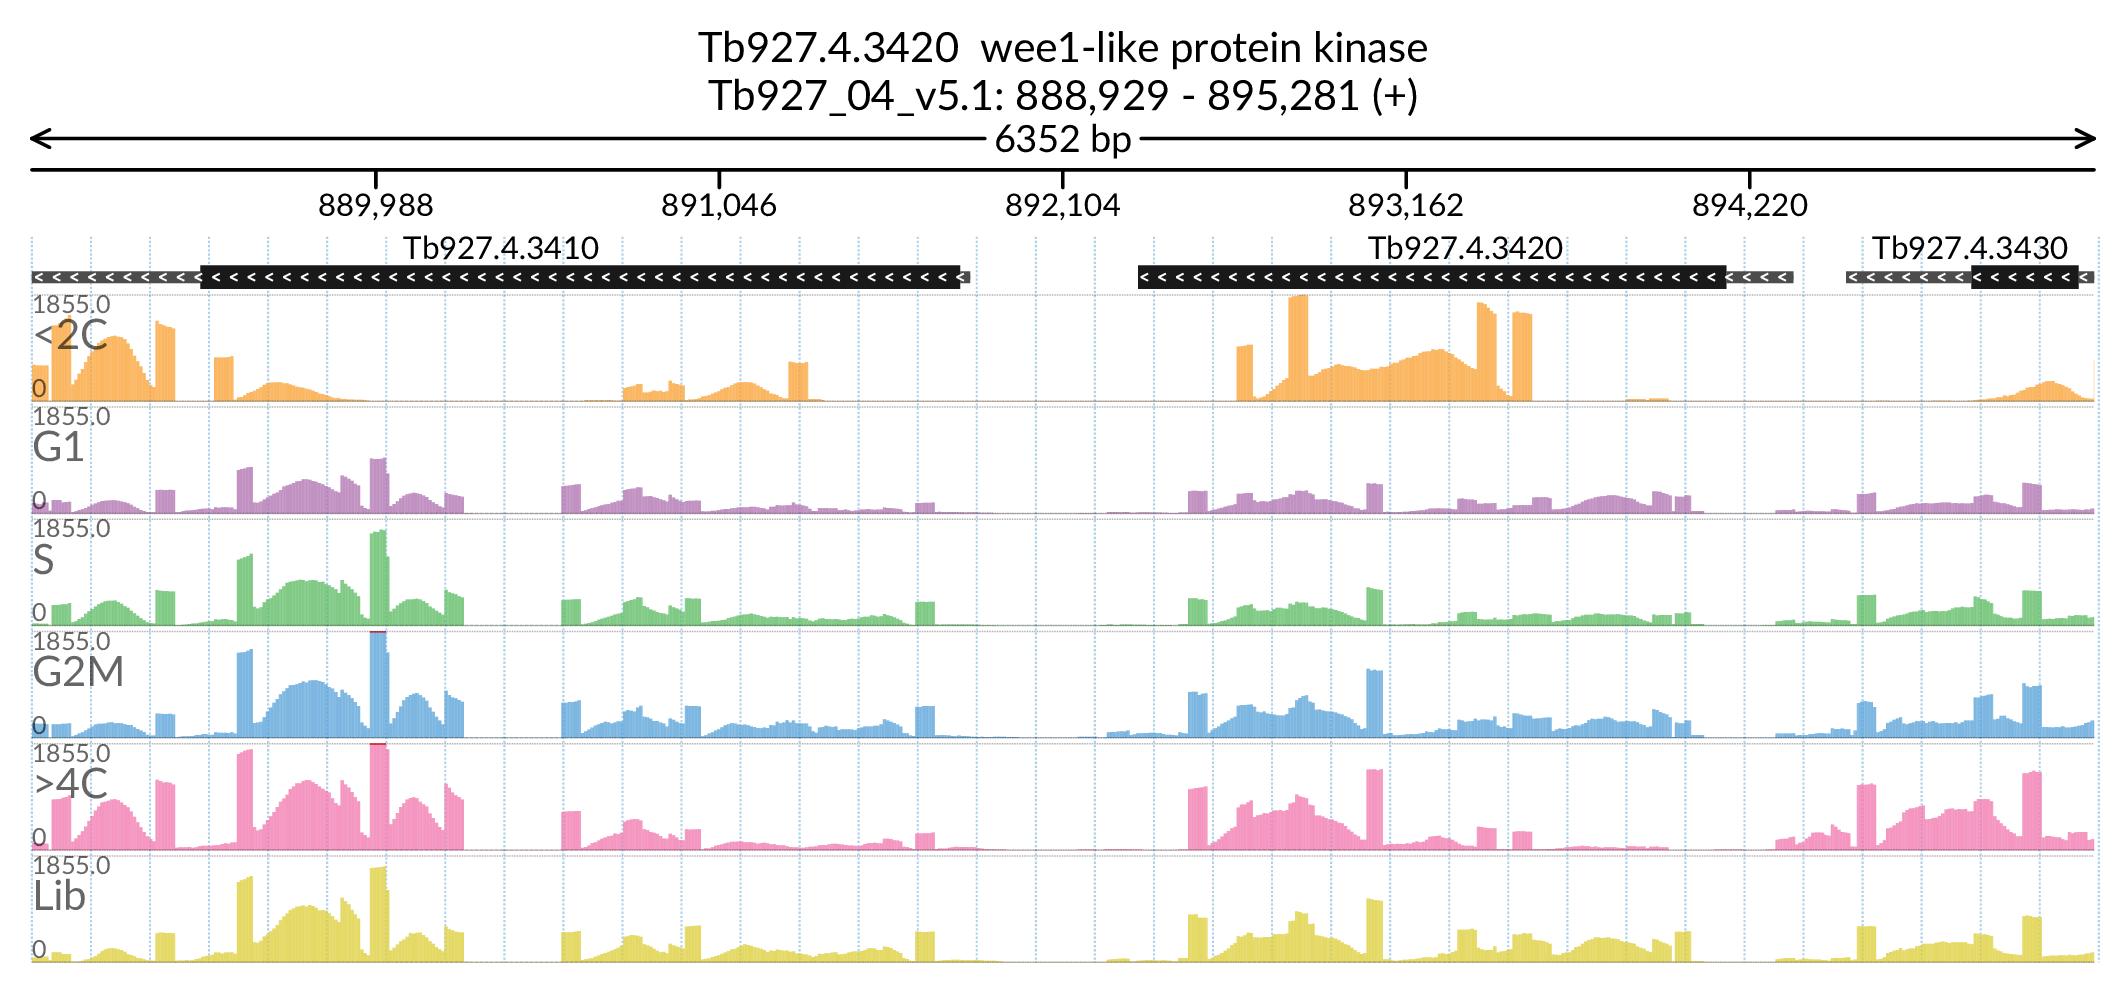 Tb927.4.3420  wee1-like protein kinase
Tb927_04_v5.1: 888,929 - 895,281 (+)
6352 bp
889,988 891,046 892,104 893,162 894,220
Tb927.4.3410 Tb927.4.3420 Tb927.4.3430
1855.0
<2C
0
1855.0
G1
0
1855.0
S
0
1855.0
G2M
0
1855.0
>4C
0
1855.0
Lib
0